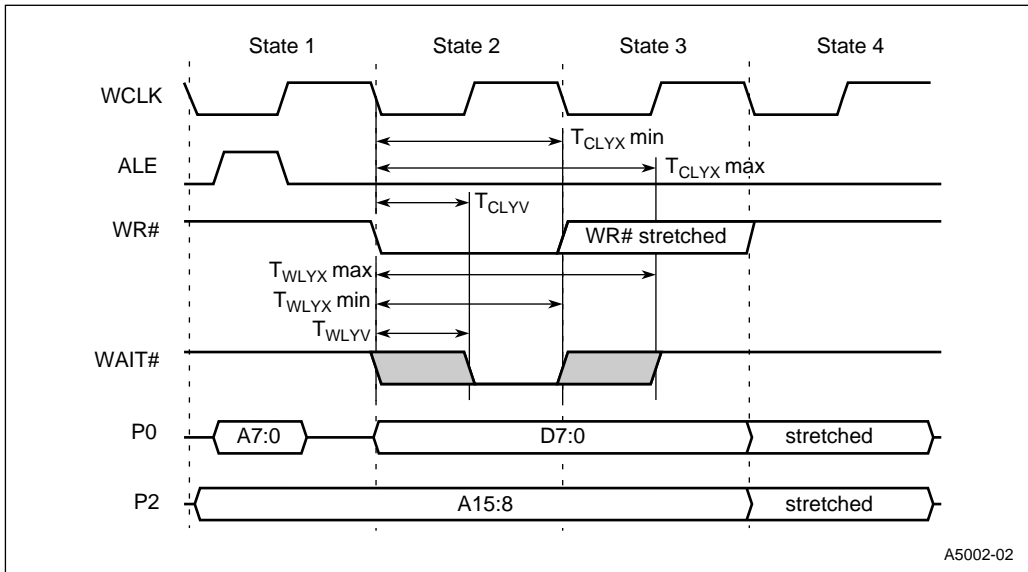 State 1 State 2 State 3 State 4
WCLK
T_CLYX min
ALE
T_CLYX max
T_CLYV
WR#
WR# stretched
T_WLYX max
T_WLYX min
T_WLYV
WAIT#
P0 A7:0 D7:0 stretched
P2 A15:8 stretched
A5002-02